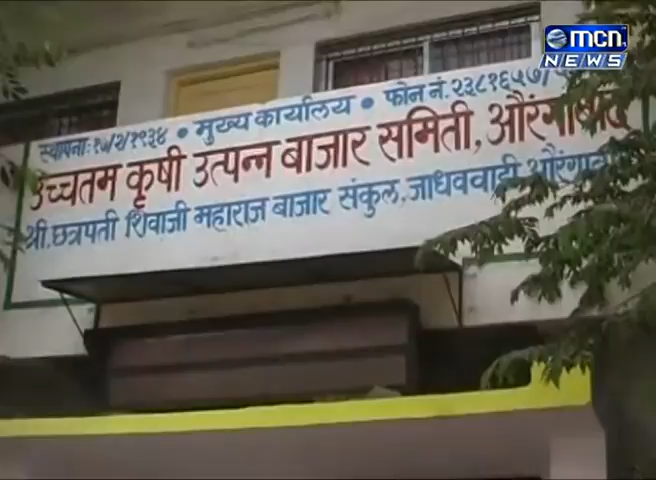 mcn
NEWS
स्थापना: १७/२/१९३४ • मुख्य कार्यालय • फोन नं. २३८१६५७/५
उच्चतम कृषी उत्पन्न बाजार समिती, औरंगाबाद
श्री. छत्रपती शिवाजी महाराज बाजार संकुल, जाधववाडी औरंगा